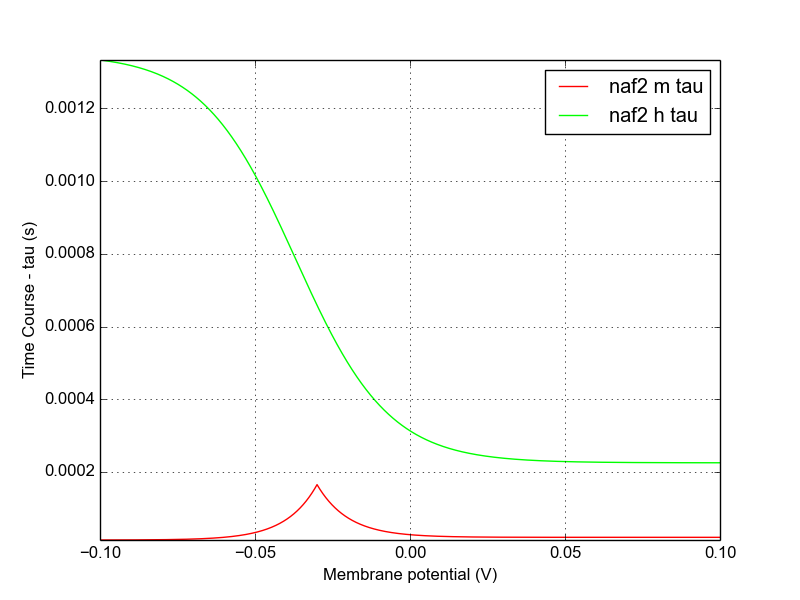 naf2 m tau
naf2 h tau
0.0012
0.0010
0.0008
0.0006
0.0004
0.0002
Time Course - tau (s)
−0.10
−0.05
0.00
0.05
0.10
Membrane potential (V)